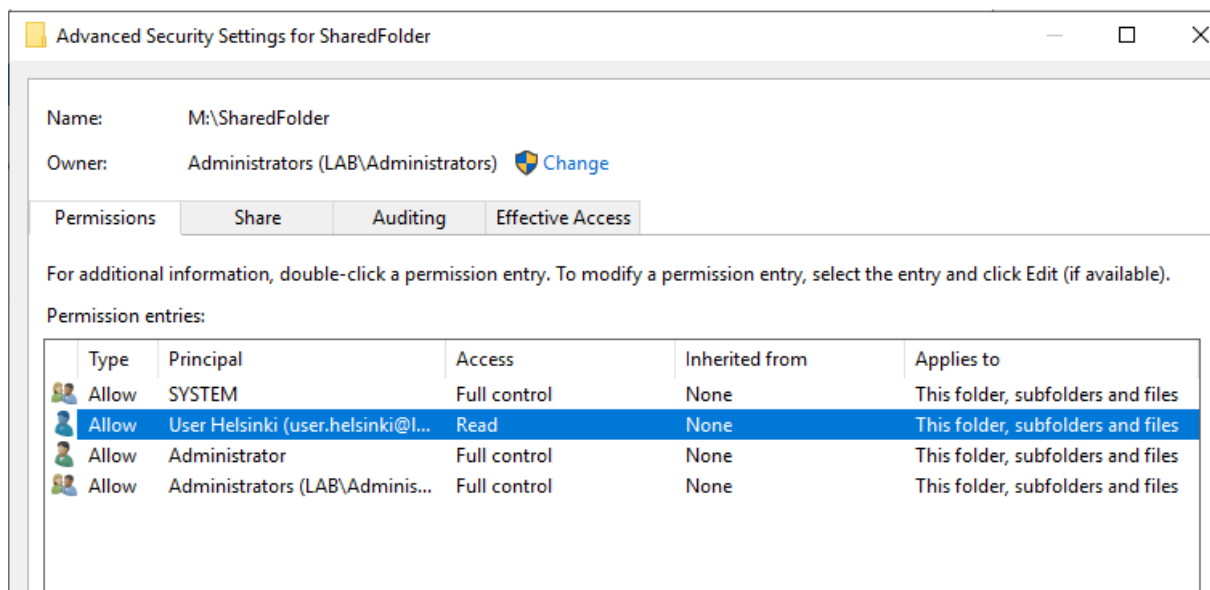 Advanced Security Settings for SharedFolder
Name: M:\SharedFolder
Owner: Administrators (LAB\Administrators) Change
Permissions Share Auditing Effective Access
For additional information, double-click a permission entry. To modify a permission entry, select the entry and click Edit (if available).
Permission entries:
Type Principal Access Inherited from Applies to
Allow SYSTEM Full control None This folder, subfolders and files
Allow User Helsinki (user.helsinki@l... Read None This folder, subfolders and files
Allow Administrator Full control None This folder, subfolders and files
Allow Administrators (LAB\Adminis... Full control None This folder, subfolders and files